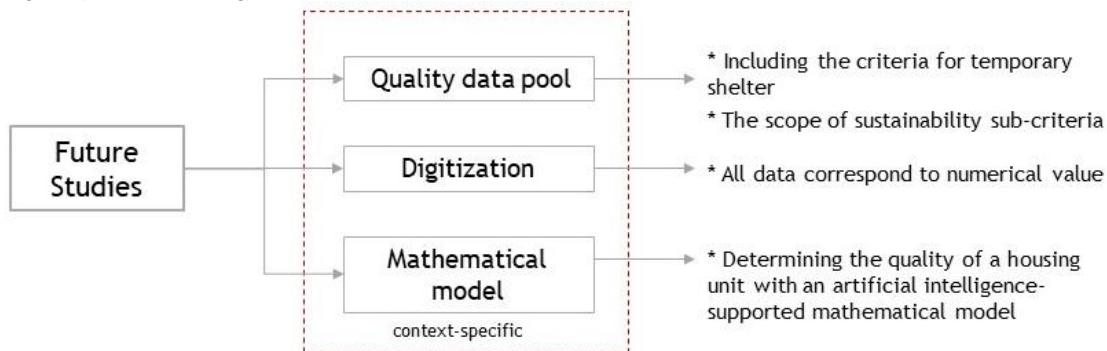 Future
Studies
Quality data pool
Digitization
Mathematical
model
context-specific
* Including the criteria for temporary
shelter
* The scope of sustainability sub-criteria
* All data correspond to numerical value
* Determining the quality of a housing
unit with an artificial intelligence-
supported mathematical model